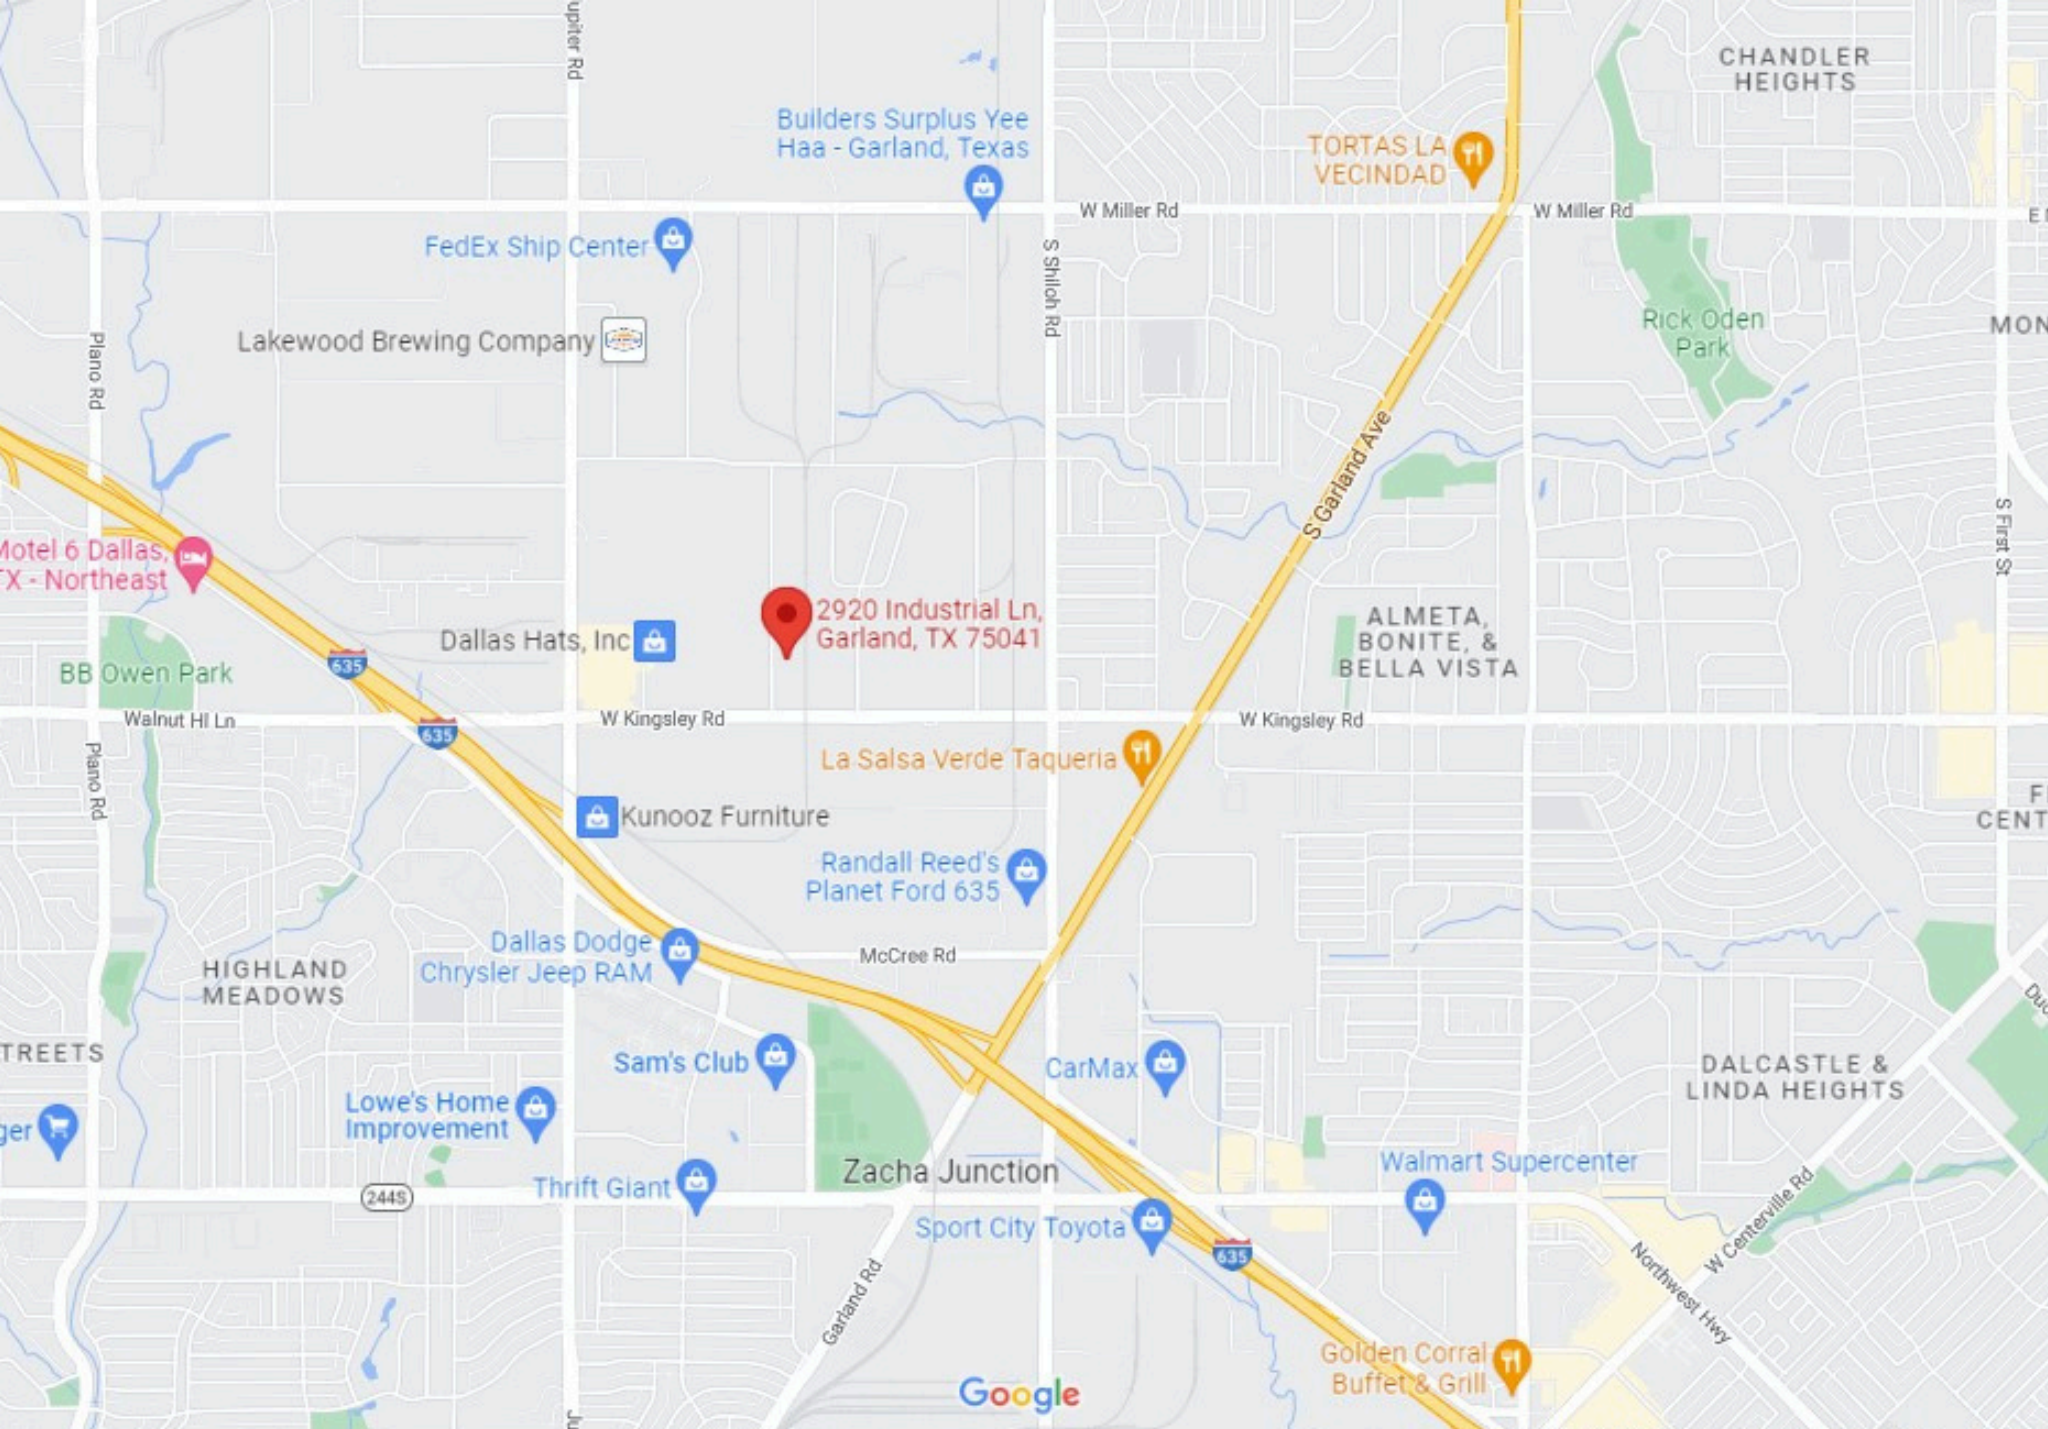 upiter Rd
CHANDLER
HEIGHTS
Builders Surplus Yee
Haa - Garland, Texas
TORTAS LA
VECINDAD
W Miller Rd
W Miller Rd
FedEx Ship Center
S Shiloh Rd
Rick Oden
Park
MON
Lakewood Brewing Company
Plano Rd
S Garland Ave
S First St
Motel 6 Dallas,
TX - Northeast
2920 Industrial Ln,
Garland, TX 75041
ALMETA,
BONITE, &
BELLA VISTA
Dallas Hats, Inc
635
BB Owen Park
Walnut Hl Ln
W Kingsley Rd
W Kingsley Rd
635
La Salsa Verde Taqueria
Plano Rd
Kunooz Furniture
CENT
Randall Reed's
Planet Ford 635
Dallas Dodge
Chrysler Jeep RAM
McCree Rd
HIGHLAND
MEADOWS
TREETS
Sam's Club
CarMax
DALCASTLE &
LINDA HEIGHTS
Lowe's Home
Improvement
ger
Zacha Junction
Walmart Supercenter
Thrift Giant
244S
Sport City Toyota
W Centerville Rd
635
Northwest Hwy
Garland Rd
Golden Corral
Buffet & Grill
Google